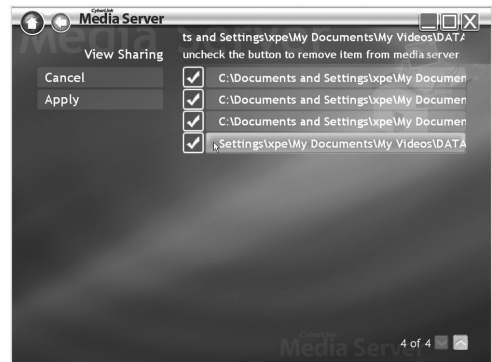 CyberLink
Media Server
ts and Settings\xpe\My Documents\My Videos\DATA
View Sharing
uncheck the button to remove item from media server
Cancel
C:\Documents and Settings\xpe\My Documen
Apply
C:\Documents and Settings\xpe\My Documen
C:\Documents and Settings\xpe\My Documen
Settings\xpe\My Documents\My Videos\DATA
4 of 4
CyberLink
Media Server